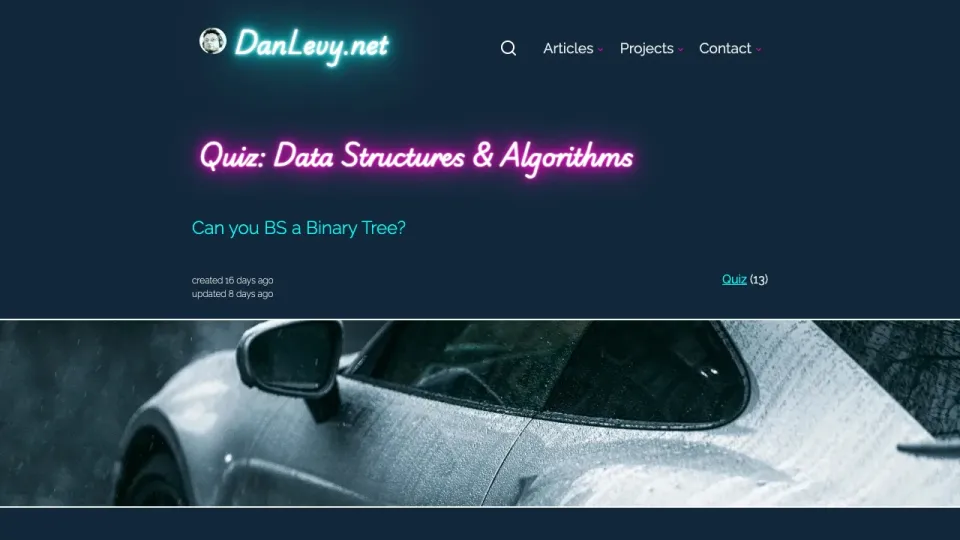 DanLevy.net
Articles
Projects
Contact
Quiz: Data Structures & Algorithms
Can you BS a Binary Tree?
created 16 days ago
updated 8 days ago
Quiz (13)